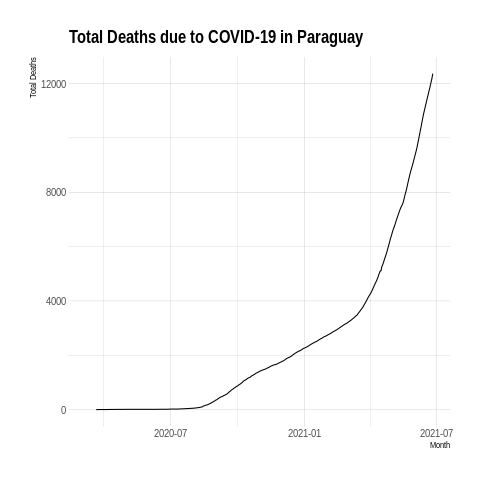 Total Deaths due to COVID-19 in Paraguay
Total Deaths
12000
8000
4000
0
2020-07
2021-01
2021-07
Month